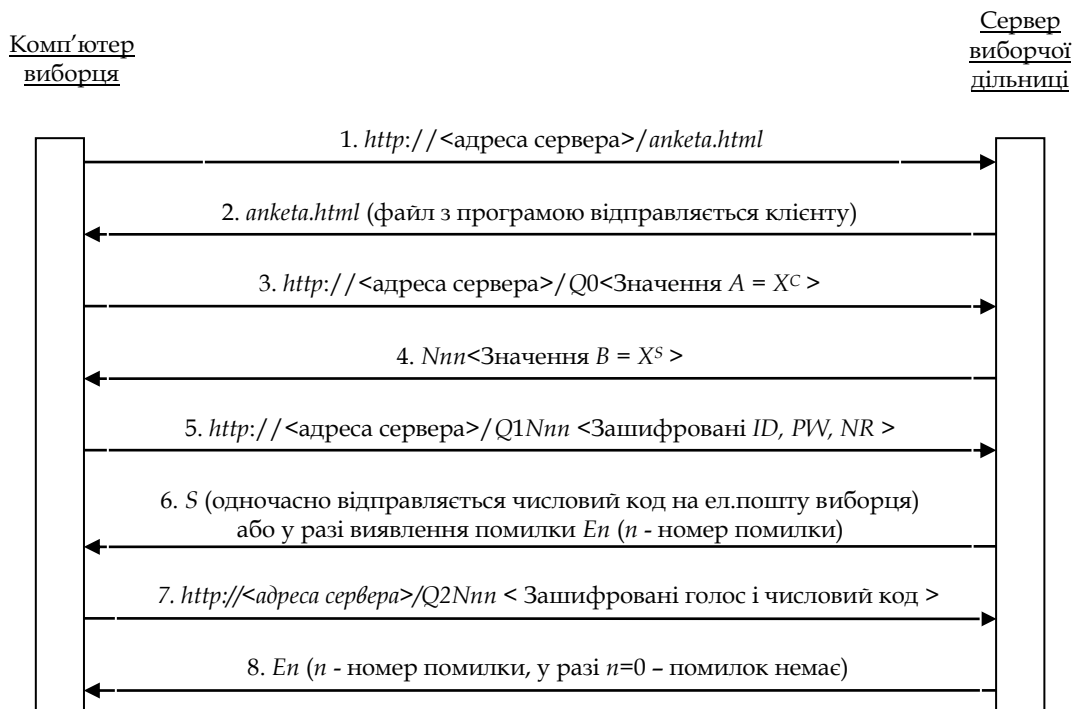 Комп’ютер
виборця
Сервер
виборчої
дільниці
1. http://<адреса сервера>/anketa.html
2. anketa.html (файл з програмою відправляється клієнту)
3. http://<адреса сервера>/Q0<Значення A = X^C >
4. Nnn<Значення B = X^S >
5. http://<адреса сервера>/Q1Nnn <Зашифровані ID, PW, NR >
6. S (одночасно відправляється числовий код на ел.пошту виборця)
або у разі виявлення помилки En (n - номер помилки)
7. http://<адреса сервера>/Q2Nnn < Зашифровані голос і числовий код >
8. En (n - номер помилки, у разі n=0 – помилок немає)